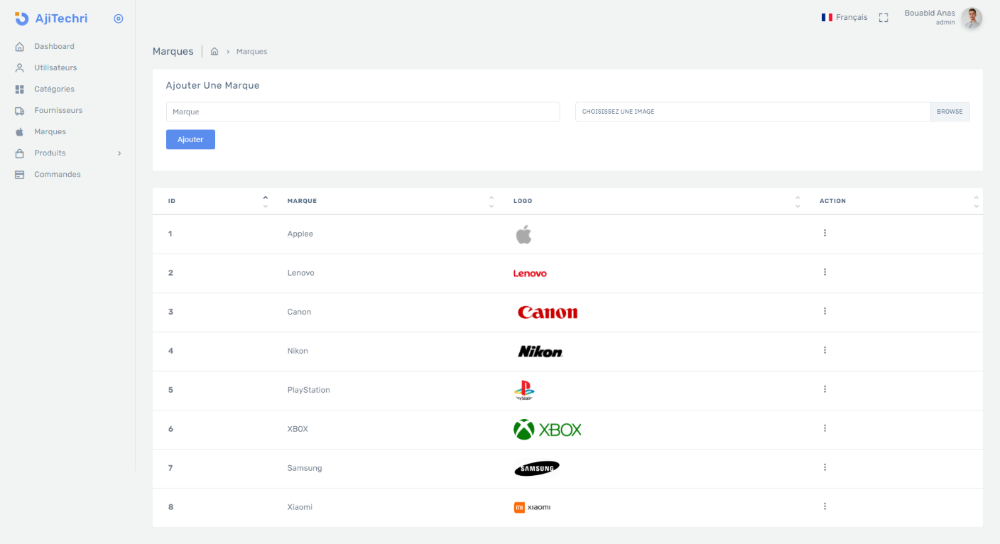 AjiTechri
Français
Bouabid Anas
admin
Dashboard
Utilisateurs
Catégories
Fournisseurs
Marques
Produits
Commandes
Marques
Marques
Ajouter Une Marque
Marque
CHOISISSEZ UNE IMAGE
BROWSE
Ajouter
ID MARQUE LOGO ACTION
1 Applee
2 Lenovo Lenovo
3 Canon Canon
4 Nikon Nikon
5 PlayStation
6 XBOX XBOX
7 Samsung SAMSUNG
8 Xiaomi mi xiaomi